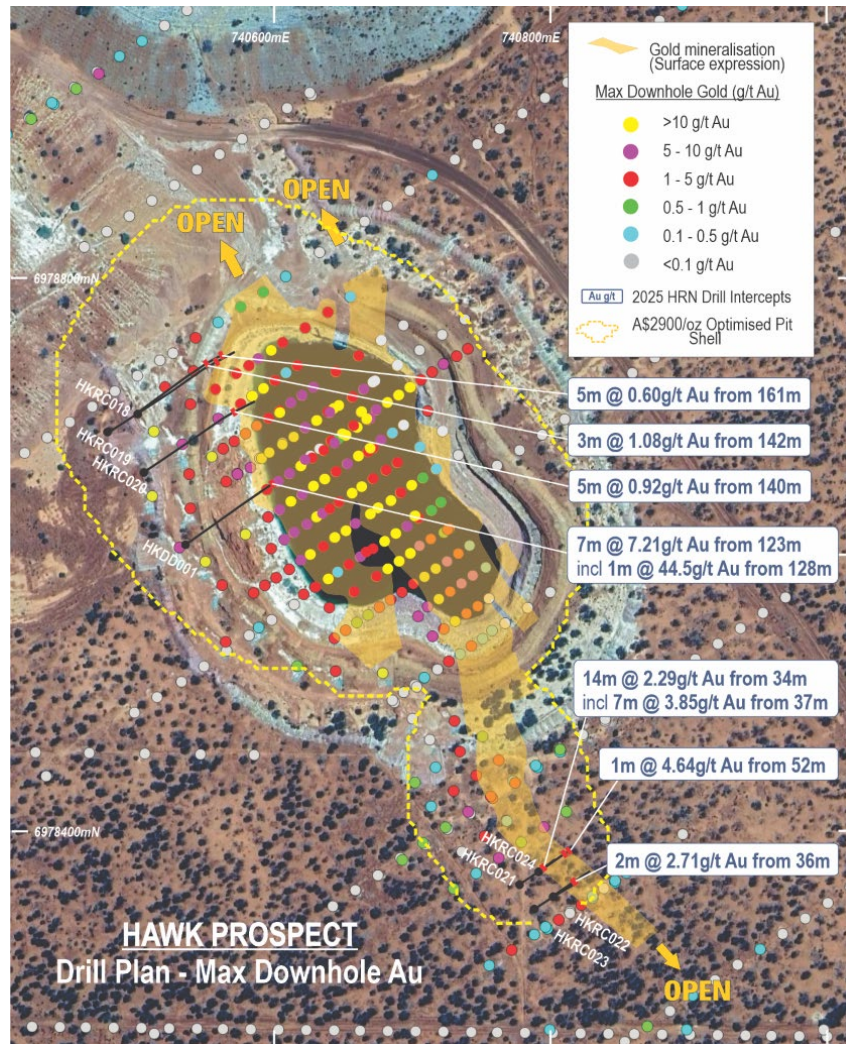 740600mE
740800mE
Gold mineralisation
(Surface expression)
Max Downhole Gold (g/t Au)
>10 g/t Au
5 - 10 g/t Au
1 - 5 g/t Au
0.5 - 1 g/t Au
0.1 - 0.5 g/t Au
<0.1 g/t Au
Au g/t
2025 HRN Drill Intercepts
A$2900/oz Optimised Pit
Shell
OPEN
OPEN
6978800mN
5m @ 0.60g/t Au from 161m
HKRC018
3m @ 1.08g/t Au from 142m
HKRC019
HKRC020
5m @ 0.92g/t Au from 140m
7m @ 7.21g/t Au from 123m
incl 1m @ 44.5g/t Au from 128m
HKDD001
14m @ 2.29g/t Au from 34m
incl 7m @ 3.85g/t Au from 37m
1m @ 4.64g/t Au from 52m
6978400mN
HKRC024
HKRC021
2m @ 2.71g/t Au from 36m
HKRC022
HKRC023
HAWK PROSPECT
Drill Plan - Max Downhole Au
OPEN